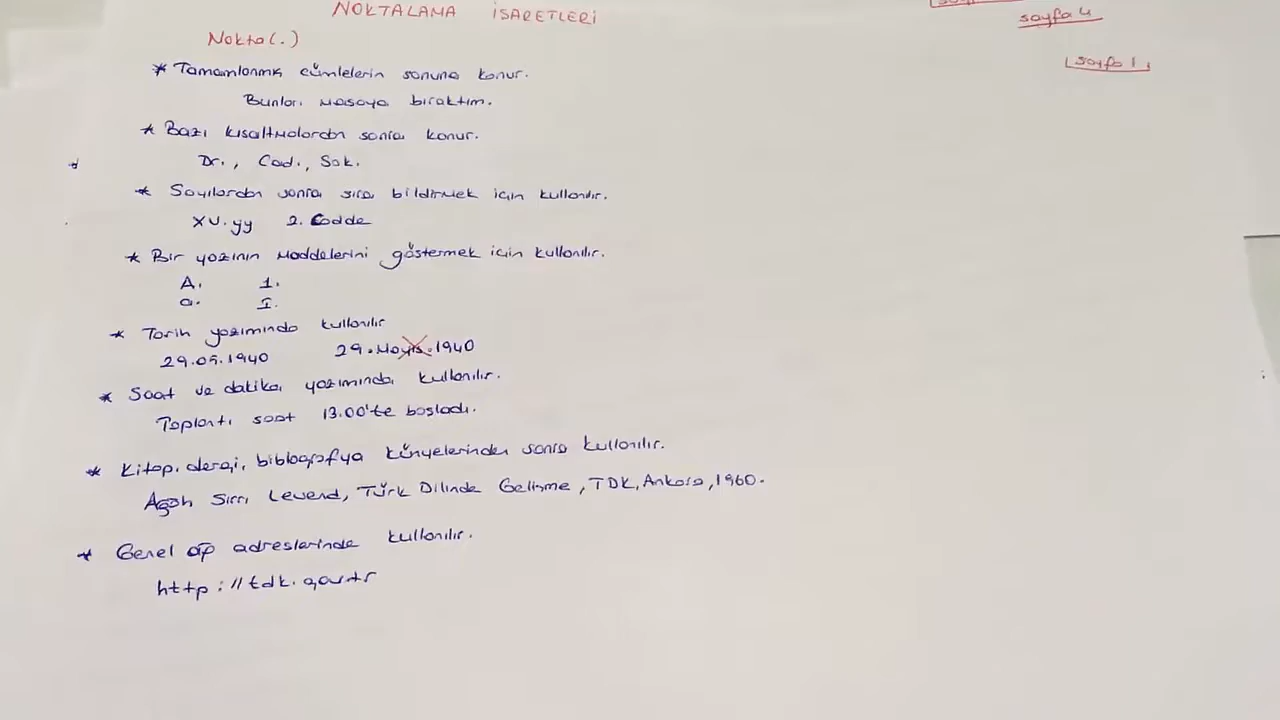 NOKTALAMA İŞARETLERİ
sayfa 4
sayfa 1
Nokta (.)
* Tamamlanmış cümlelerin sonuna konur.
Bunları masaya bıraktım.
* Bazı kısaltmalardan sonra konur.
Dr., Cad., Sok.
* Sayılardan sonra sıra bildirmek için kullanılır.
XV. yy 2. Cadde
* Bir yazının maddelerini göstermek için kullanılır.
A. 1.
a. I.
* Tarih yazımında kullanılır
29.05.1940 29.Mayıs.1940
* Saat ve dakika yazımında kullanılır.
Toplantı saat 13.00'te başladı.
* Kitap, dergi, bibliografya künyelerinden sonra kullanılır.
Agah Sırrı Levend, Türk Dilinde Gelişme, TDK, Ankara, 1960.
* Genel ağ adreslerinde kullanılır.
http://tdk.gov.tr